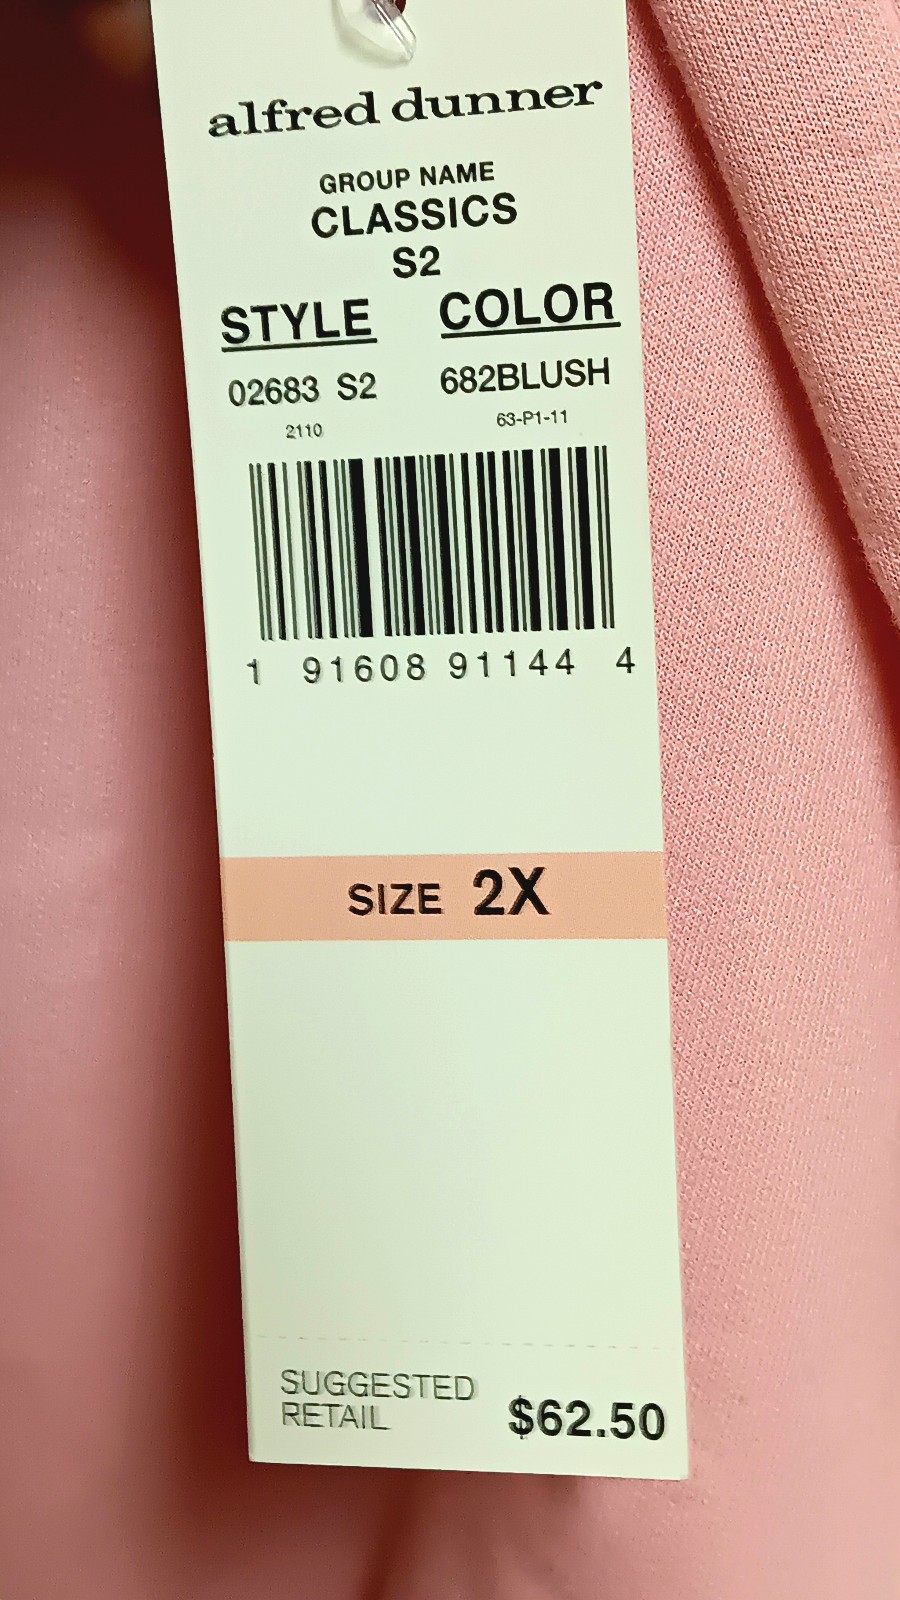 alfred dunner
GROUP NAME
CLASSICS
S2
STYLE COLOR
02683 S2 682BLUSH
2110 63-P1-11
1 91608 91144 4
SIZE 2X
SUGGESTED
RETAIL $62.50